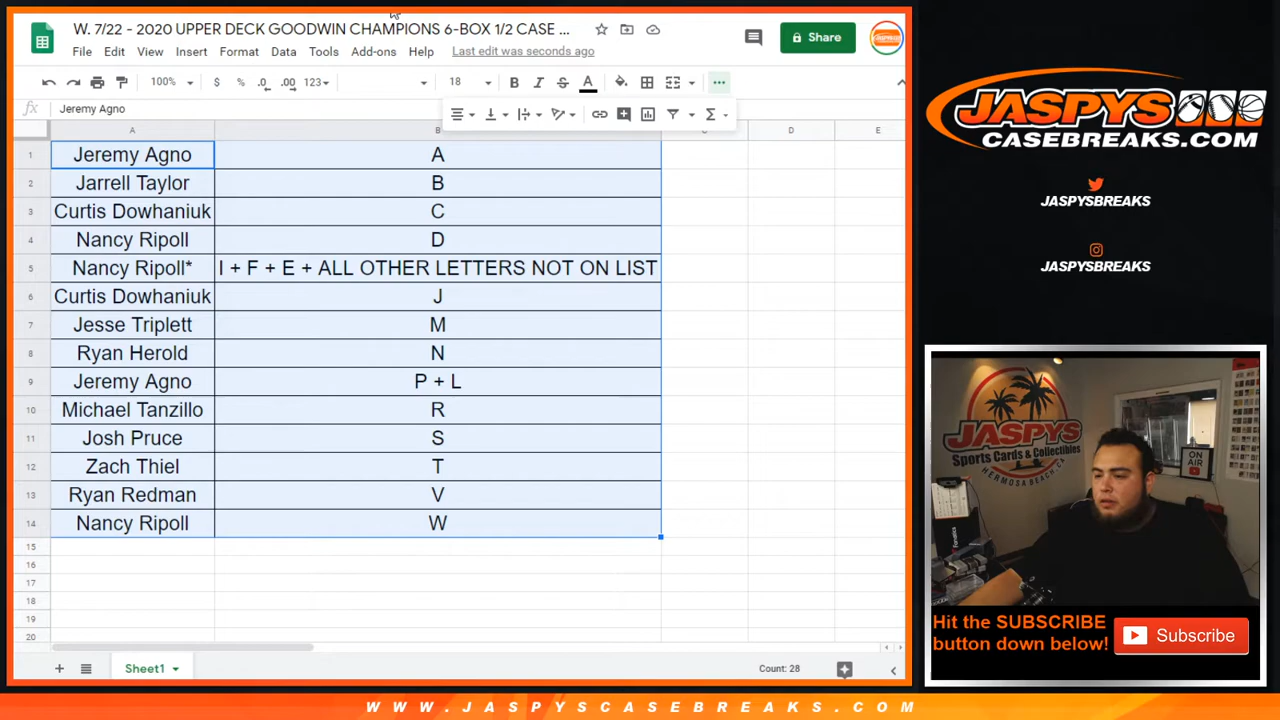 W. 7/22 - 2020 UPPER DECK GOODWIN CHAMPIONS 6-BOX 1/2 CASE ...
Share
File Edit View Insert Format Data Tools Add-ons Help Last edit was seconds ago
100% $ % .0 .00 123 18 B I S A
fx Jeremy Agno
A B C D E
1 Jeremy Agno A
2 Jarrell Taylor B
3 Curtis Dowhaniuk C
4 Nancy Ripoll D
5 Nancy Ripoll* I + F + E + ALL OTHER LETTERS NOT ON LIST
6 Curtis Dowhaniuk J
7 Jesse Triplett M
8 Ryan Herold N
9 Jeremy Agno P + L
10 Michael Tanzillo R
11 Josh Pruce S
12 Zach Thiel T
13 Ryan Redman V
14 Nancy Ripoll W
15
16
17
18
19
20
Sheet1
Count: 28
JASPYS
CASEBREAKS.COM
JASPYSBREAKS
JASPYSBREAKS
JASPYS
Sports Cards & Collectibles
HERMOSA BEACH, CA
ON AIR
Fanatics
Hit the SUBSCRIBE
button down below!
Subscribe
WWW.JASPYSCASEBREAKS.COM